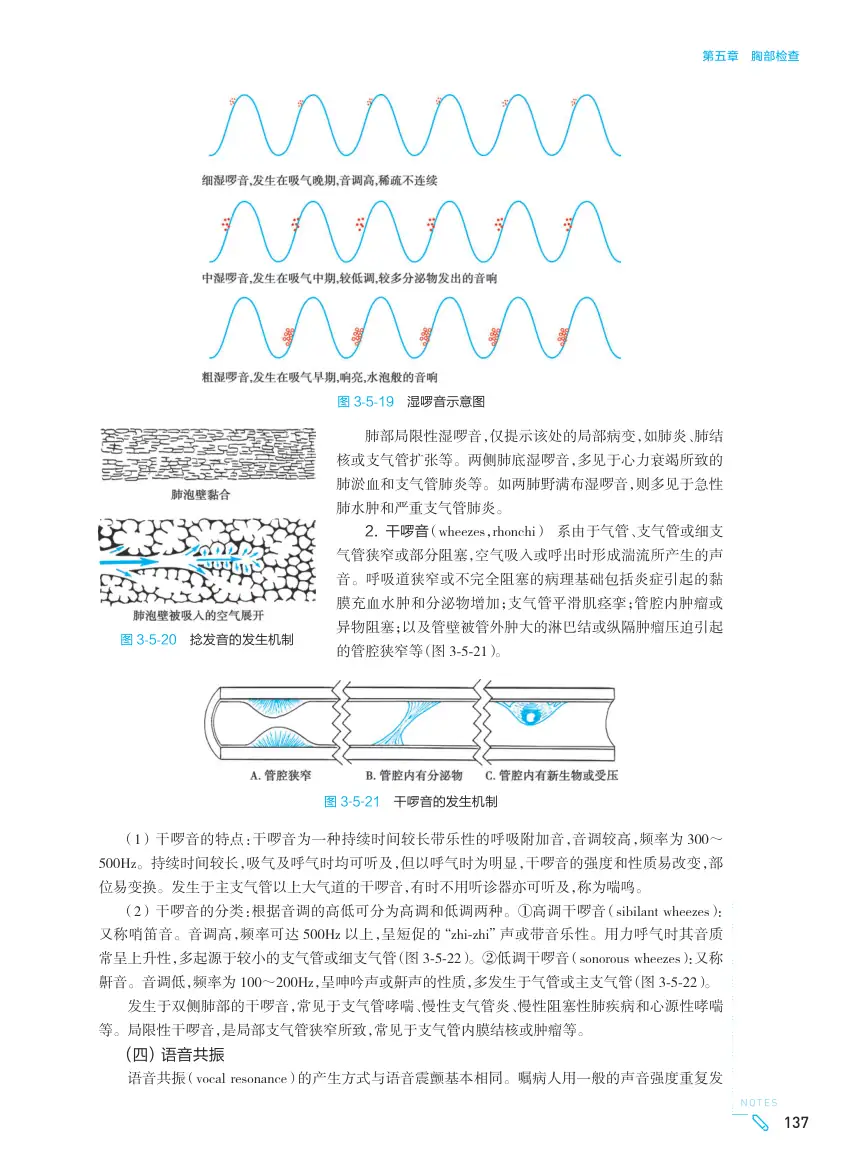 第五章 胸部检查
细湿啰音,发生在吸气晚期,音调高,稀疏不连续
中湿啰音,发生在吸气中期,较低调,较多分泌物发出的音响
粗湿啰音,发生在吸气早期,响亮,水泡般的音响
图 3-5-19 湿啰音示意图
肺泡壁黏合
肺泡壁被吸入的空气展开
图 3-5-20 捻发音的发生机制
肺部局限性湿啰音,仅提示该处的局部病变,如肺炎、肺结
核或支气管扩张等。两侧肺底湿啰音,多见于心力衰竭所致的
肺淤血和支气管肺炎等。如两肺野满布湿啰音,则多见于急性
肺水肿和严重支气管肺炎。
2. 干啰音(wheezes,rhonchi) 系由于气管、支气管或细支
气管狭窄或部分阻塞,空气吸入或呼出时形成湍流所产生的声
音。呼吸道狭窄或不完全阻塞的病理基础包括炎症引起的黏
膜充血水肿和分泌物增加;支气管平滑肌痉挛;管腔内肿瘤或
异物阻塞;以及管壁被管外肿大的淋巴结或纵隔肿瘤压迫引起
的管腔狭窄等(图 3-5-21)。
A. 管腔狭窄 B. 管腔内有分泌物 C. 管腔内有新生物或受压
图 3-5-21 干啰音的发生机制
(1)干啰音的特点:干啰音为一种持续时间较长带乐性的呼吸附加音,音调较高,频率为 300~
500Hz。持续时间较长,吸气及呼气时均可听及,但以呼气时为明显,干啰音的强度和性质易改变,部
位易变换。发生于主支气管以上大气道的干啰音,有时不用听诊器亦可听及,称为喘鸣。
(2)干啰音的分类:根据音调的高低可分为高调和低调两种。①高调干啰音(sibilant wheezes):
又称哨笛音。音调高,频率可达 500Hz 以上,呈短促的“zhi-zhi”声或带音乐性。用力呼气时其音质
常呈上升性,多起源于较小的支气管或细支气管(图 3-5-22)。②低调干啰音(sonorous wheezes):又称
鼾音。音调低,频率为 100~200Hz,呈呻吟声或鼾声的性质,多发生于气管或主支气管(图 3-5-22)。
发生于双侧肺部的干啰音,常见于支气管哮喘、慢性支气管炎、慢性阻塞性肺疾病和心源性哮喘
等。局限性干啰音,是局部支气管狭窄所致,常见于支气管内膜结核或肿瘤等。
(四)语音共振
语音共振(vocal resonance)的产生方式与语音震颤基本相同。嘱病人用一般的声音强度重复发
NOTES
137